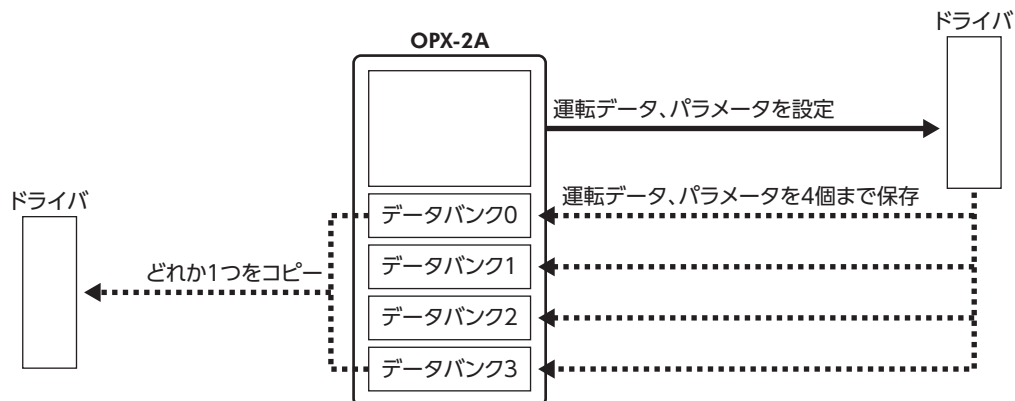 ドライバ
OPX-2A
運転データ、パラメータを設定
ドライバ
運転データ、パラメータを4個まで保存
データバンク0
どれか1つをコピー
データバンク1
データバンク2
データバンク3